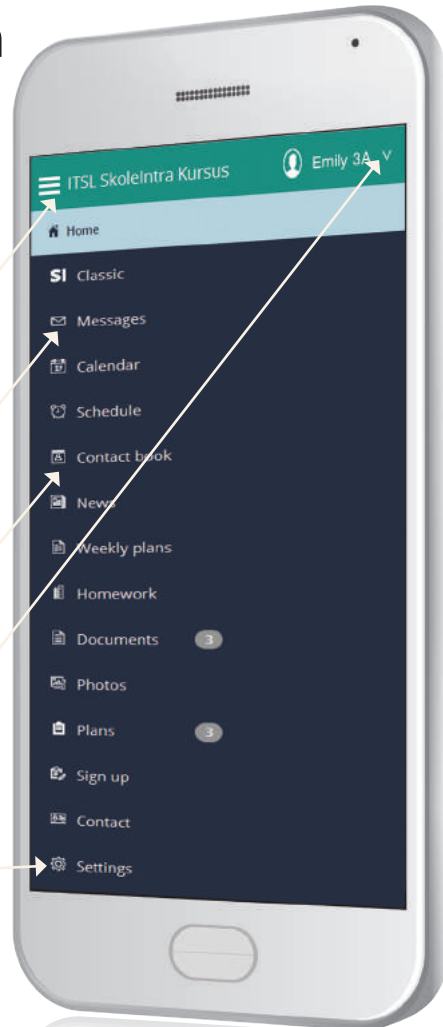 ITSL SkoleIntra Kursus
Emily 3A
Home
SI Classic
Messages
Calendar
Schedule
Contact book
News
Weekly plans
Homework
Documents 3
Photos
Plans 3
Sign up
Contact
Settings